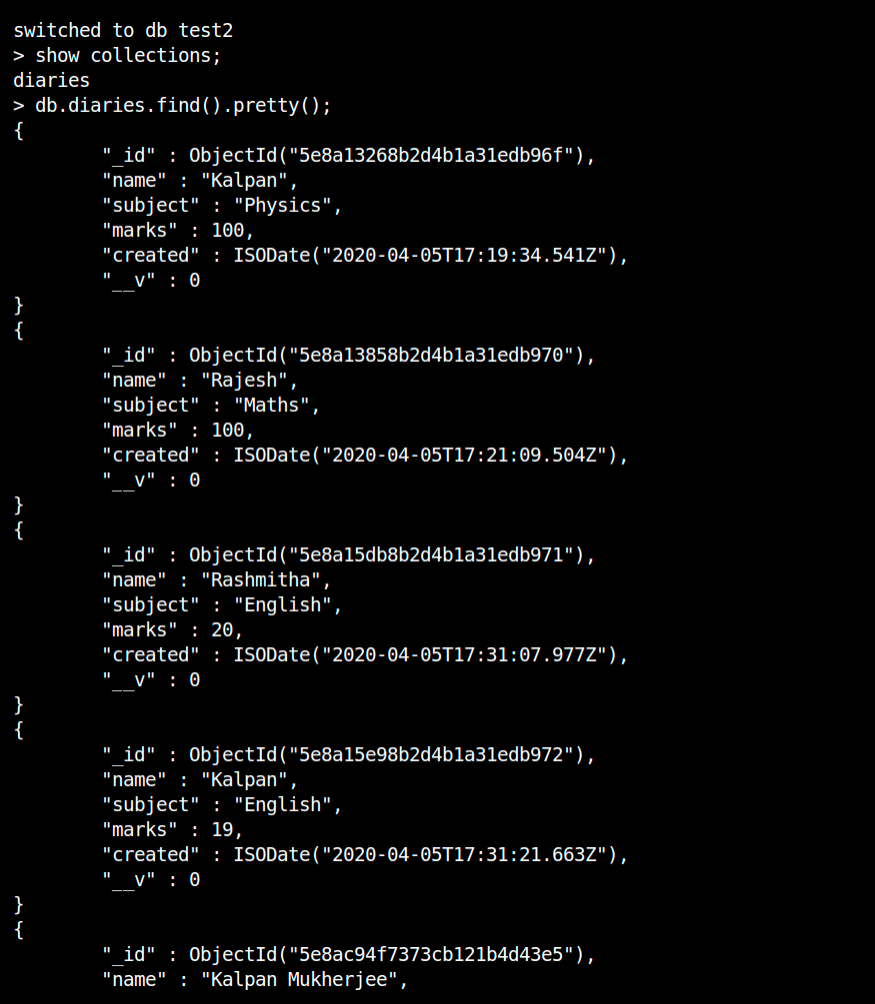 switched to db test2
> show collections;
diaries
> db.diaries.find().pretty();
{
"_id" : ObjectId("5e8a13268b2d4b1a31edb96f"),
"name" : "Kalpan",
"subject" : "Physics",
"marks" : 100,
"created" : ISODate("2020-04-05T17:19:34.541Z"),
"__v" : 0
}
{
"_id" : ObjectId("5e8a13858b2d4b1a31edb970"),
"name" : "Rajesh",
"subject" : "Maths",
"marks" : 100,
"created" : ISODate("2020-04-05T17:21:09.504Z"),
"__v" : 0
}
{
"_id" : ObjectId("5e8a15db8b2d4b1a31edb971"),
"name" : "Rashmitha",
"subject" : "English",
"marks" : 20,
"created" : ISODate("2020-04-05T17:31:07.977Z"),
"__v" : 0
}
{
"_id" : ObjectId("5e8a15e98b2d4b1a31edb972"),
"name" : "Kalpan",
"subject" : "English",
"marks" : 19,
"created" : ISODate("2020-04-05T17:31:21.663Z"),
"__v" : 0
}
{
"_id" : ObjectId("5e8ac94f7373cb121b4d43e5"),
"name" : "Kalpan Mukherjee",